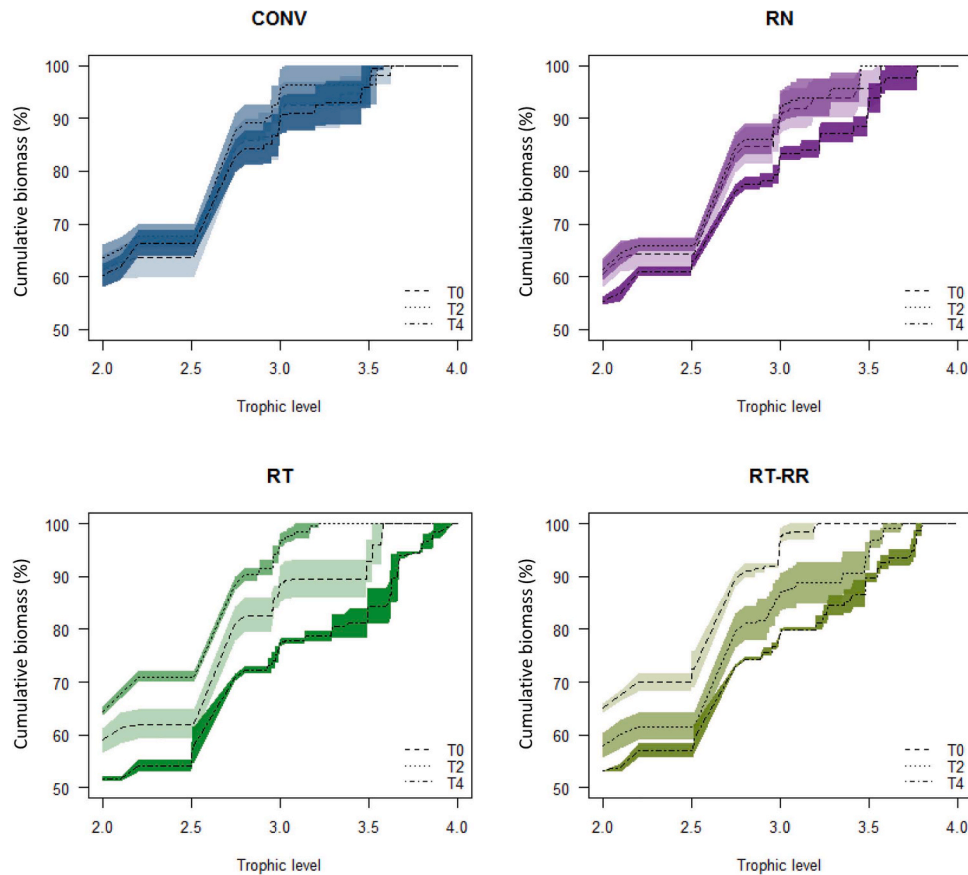 CONV
RN
Cumulative biomass (%)
100
90
80
70
60
50
T0
T2
T4
2.0 2.5 3.0 3.5 4.0
Trophic level
Cumulative biomass (%)
100
90
80
70
60
50
T0
T2
T4
2.0 2.5 3.0 3.5 4.0
Trophic level
RT
RT-RR
Cumulative biomass (%)
100
90
80
70
60
50
T0
T2
T4
2.0 2.5 3.0 3.5 4.0
Trophic level
Cumulative biomass (%)
100
90
80
70
60
50
T0
T2
T4
2.0 2.5 3.0 3.5 4.0
Trophic level